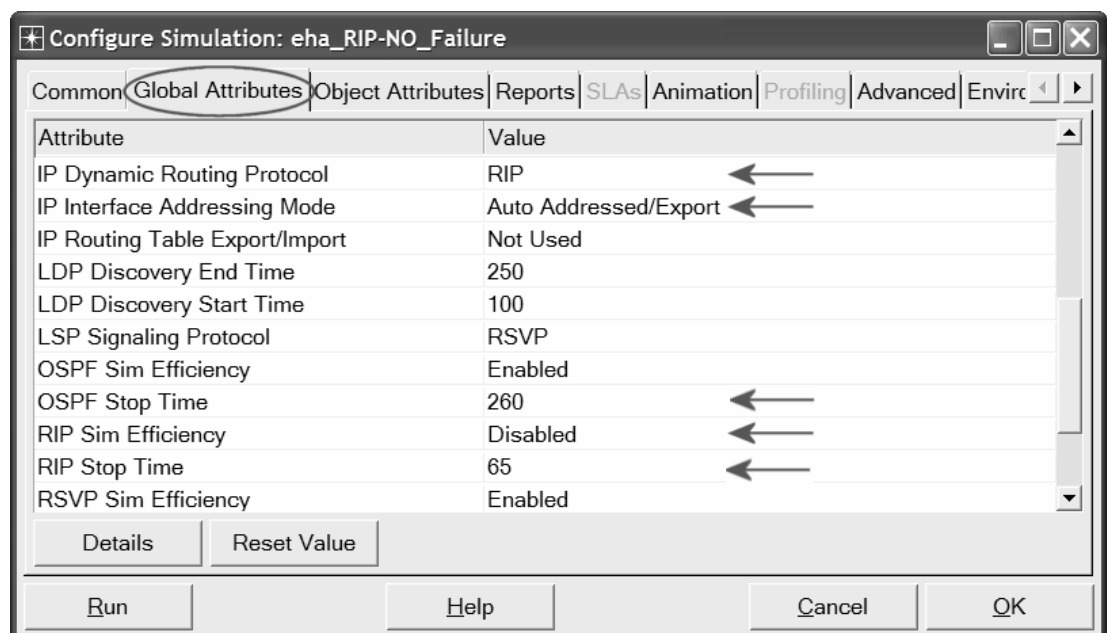 Configure Simulation: eha_RIP-NO_Failure
Common Global Attributes Object Attributes Reports SLAs Animation Profiling Advanced Envirc
Attribute Value
IP Dynamic Routing Protocol RIP
IP Interface Addressing Mode Auto Addressed/Export
IP Routing Table Export/Import Not Used
LDP Discovery End Time 250
LDP Discovery Start Time 100
LSP Signaling Protocol RSVP
OSPF Sim Efficiency Enabled
OSPF Stop Time 260
RIP Sim Efficiency Disabled
RIP Stop Time 65
RSVP Sim Efficiency Enabled
Details Reset Value
Run Help Cancel OK